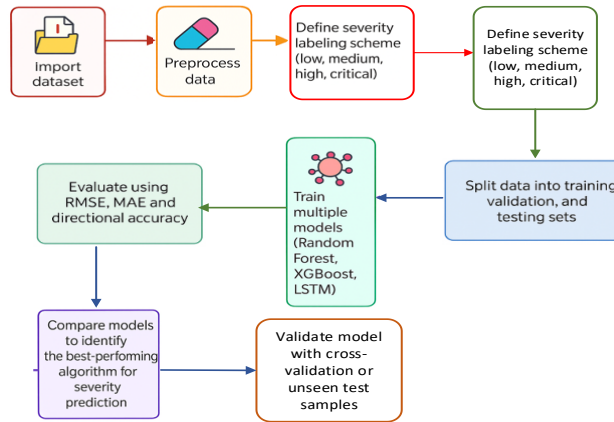 Import
dataset
Preprocess
data
Define severity
labeling scheme
(low, medium,
high, critical)
Define severity
labeling scheme
(low, medium,
high, critical)
Split data into training
validation, and
testing sets
Train
multiple
models
(Random
Forest,
XGBoost,
LSTM)
Evaluate using
RMSE, MAE and
directional accuracy
Compare models
to identify
the best-perfoming
algorithm for
severity
prediction
Validate model
with cross-
validation or
unseen test
samples